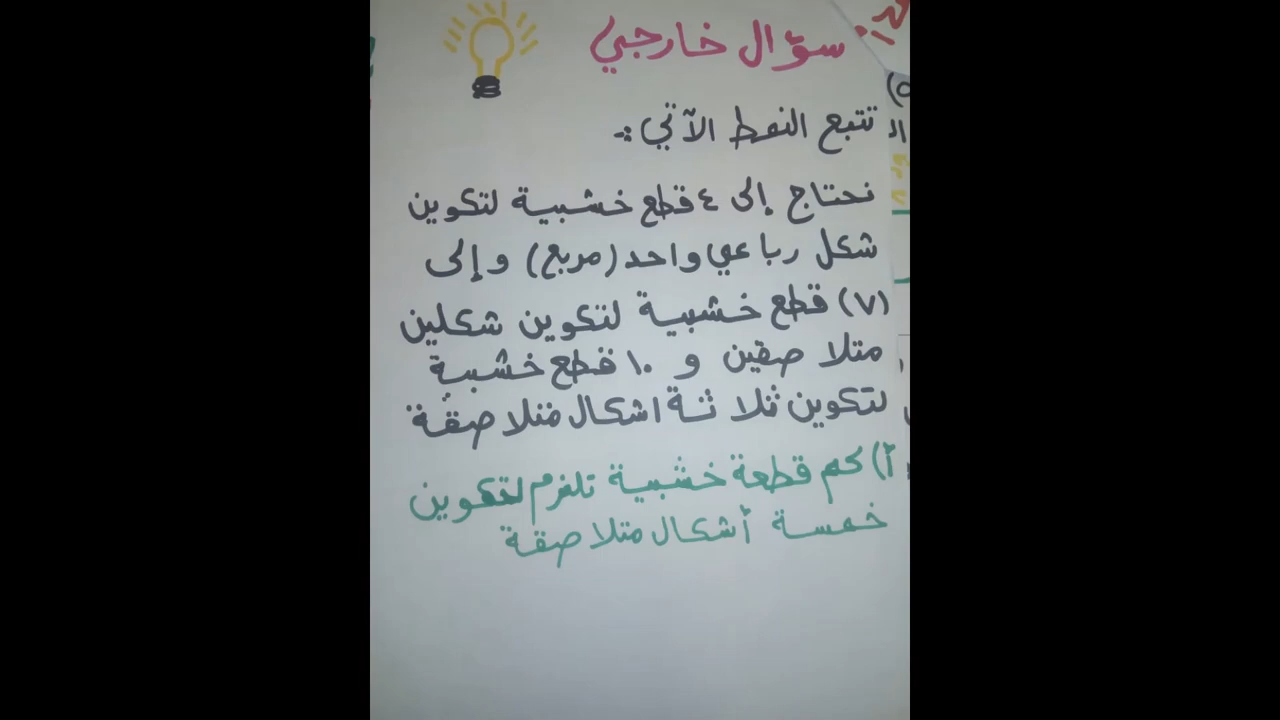 سؤال خارجي
تتبع النمط الآتي :-
نحتاج إلى ٤ قطع خشبية لتكوين
شكل رباعي واحد (مربع) وإلى
(٧) قطع خشبية لتكوين شكلين
متلاصقين و ١٠ قطع خشبية
لتكوين ثلاثة اشكال متلاصقة
أ) كم قطعة خشبية تلزم لتكوين
خمسة أشكال متلاصقة